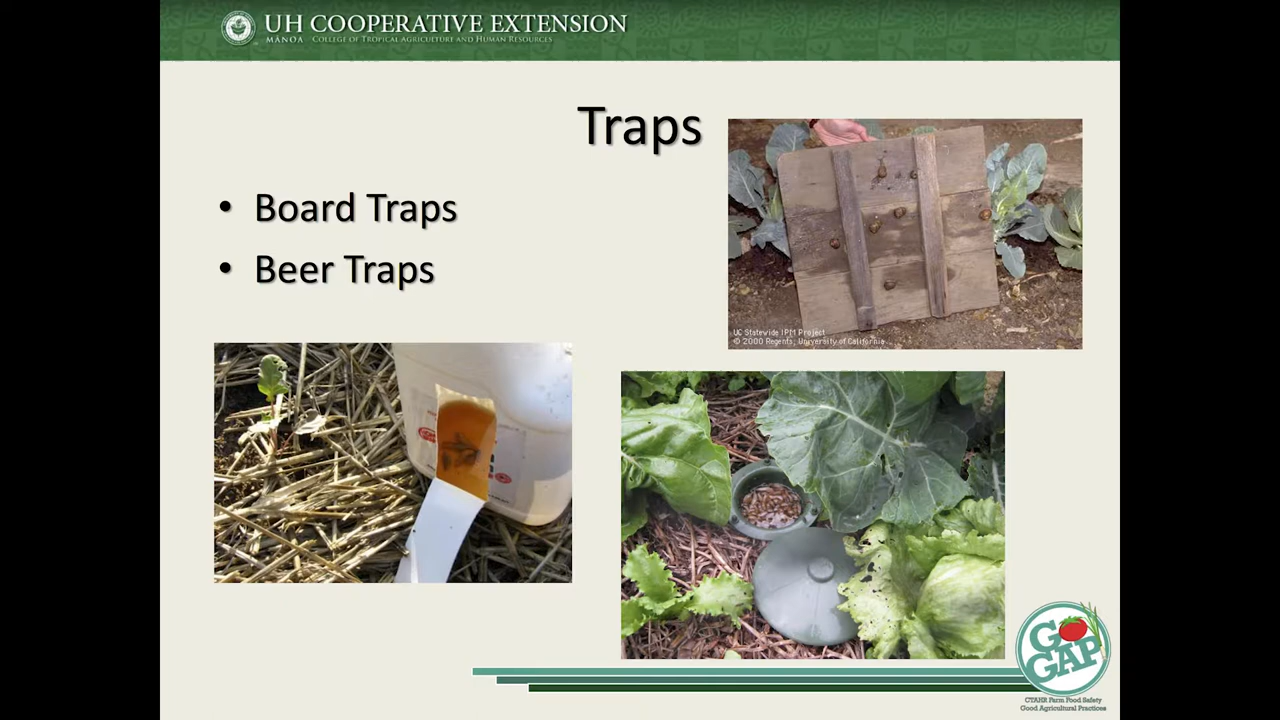 UH COOPERATIVE EXTENSION
MĀNOA COLLEGE OF TROPICAL AGRICULTURE AND HUMAN RESOURCES
Traps
• Board Traps
• Beer Traps
UC Statewide IPM Project
© 2000 Regents, University of California
GO
GAP
CTAHR Farm Food Safety
Good Agricultural Practices